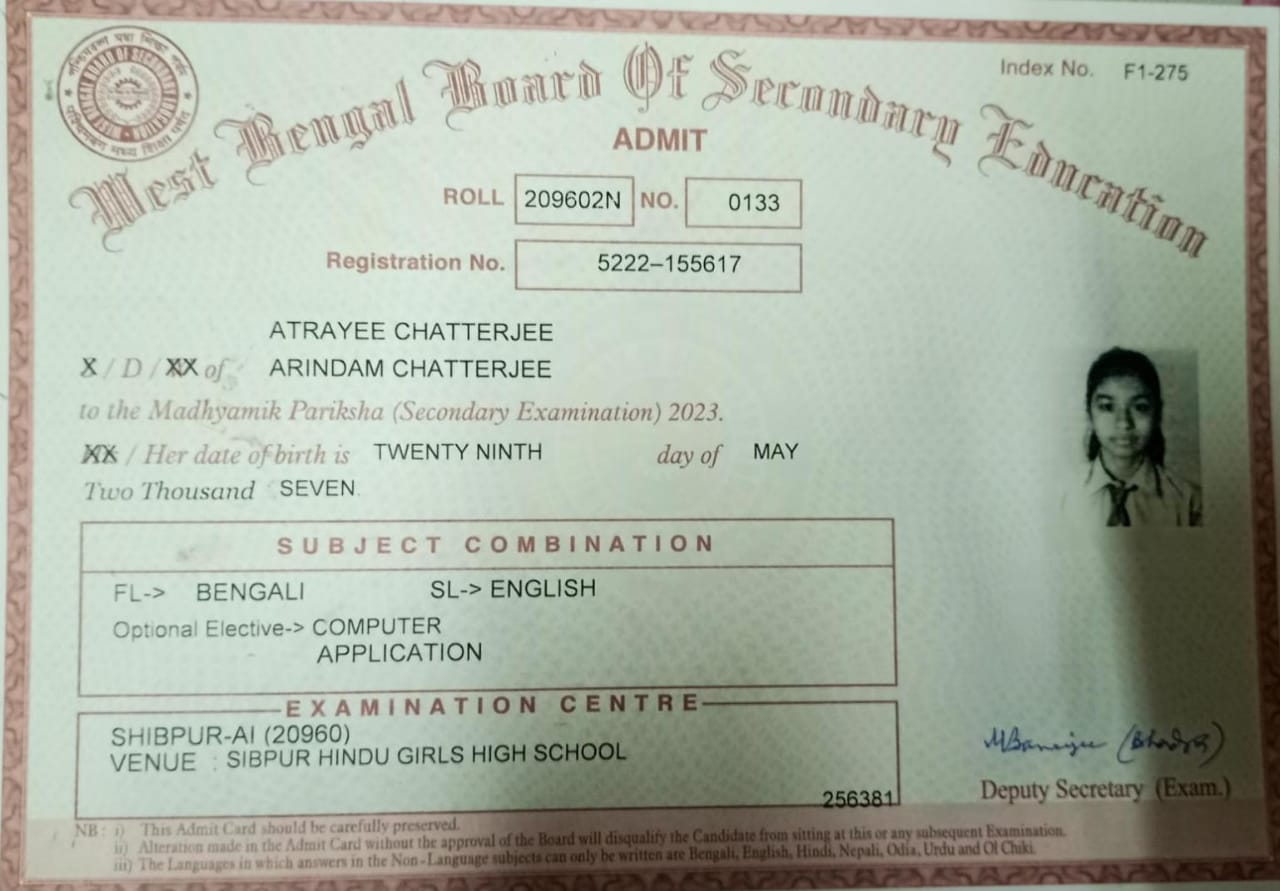 West Bengal Board Of Secondary Education
Index No. F1-275
ADMIT
ROLL 209602N NO. 0133
Registration No. 5222–155617
ATRAYEE CHATTERJEE
/ D / XX of ARINDAM CHATTERJEE
to the Madhyamik Pariksha (Secondary Examination) 2023.
XX / Her date of birth is TWENTY NINTH day of MAY
Two Thousand SEVEN.
SUBJECT COMBINATION
FL-> BENGALI SL-> ENGLISH
Optional Elective-> COMPUTER
APPLICATION
EXAMINATION CENTRE
SHIBPUR-AI (20960)
VENUE : SIBPUR HINDU GIRLS HIGH SCHOOL
256381
MBanerjee
Deputy Secretary (Exam.)
NB : i) This Admit Card should be carefully preserved.
ii) Alteration made in the Admit Card without the approval of the Board will disqualify the Candidate from sitting at this or any subsequent Examination.
iii) The Languages in which answers in the Non-Language subjects can only be written are Bengali, English, Hindi, Nepali, Odia, Urdu and Ol Chiki.